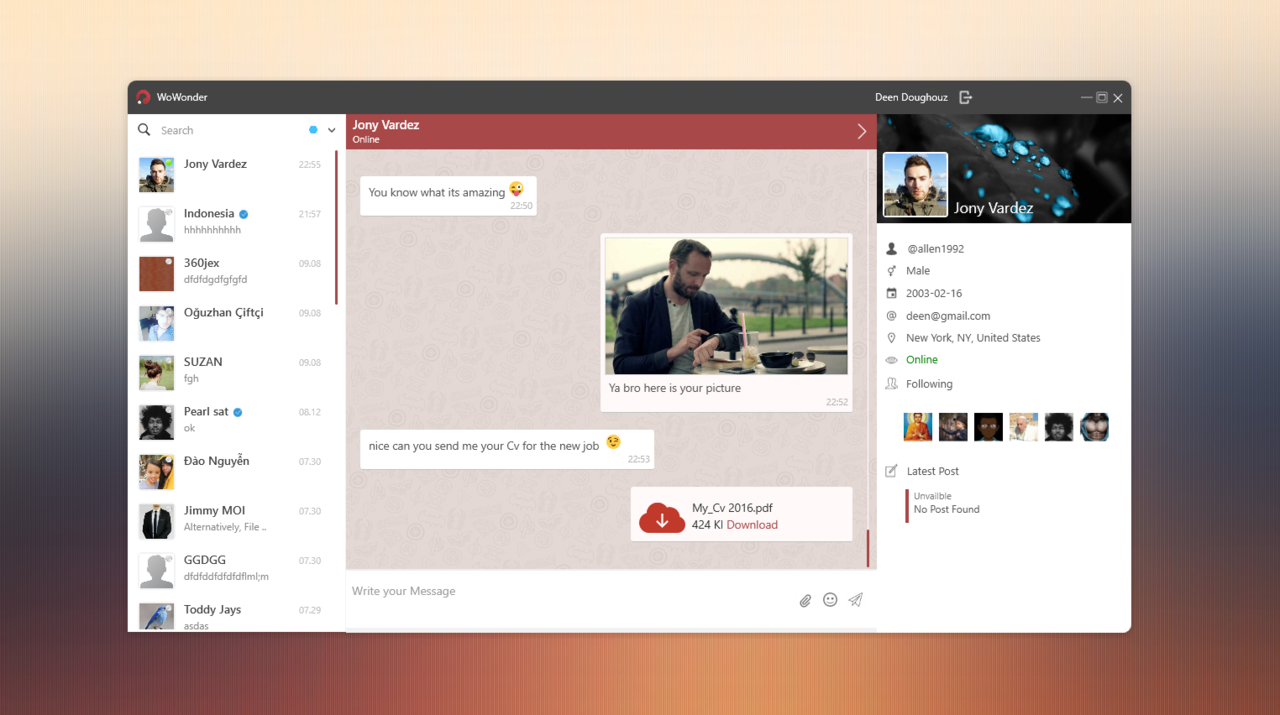 WoWonder
Deen Doughouz
Search
Jony Vardez
22:55
Indonesia
21:57
hhhhhhhhhh
360jex
09.08
dfdfdgdfgfgfd
Oğuzhan Çiftçi
09.08
SUZAN
09.08
fgh
Pearl sat
08.12
ok
Đào Nguyễn
07.30
Jimmy MOI
07.30
Alternatively, File ..
GGDGG
07.30
dfdfddfdfdfdflml;m
Toddy Jays
07.29
asdas
Jony Vardez
Online
You know what its amazing
22:50
Ya bro here is your picture
22:52
nice can you send me your Cv for the new job
22:53
My_Cv 2016.pdf
424 KI Download
Write your Message
Jony Vardez
@allen1992
Male
2003-02-16
deen@gmail.com
New York, NY, United States
Online
Following
Latest Post
Unvailble
No Post Found